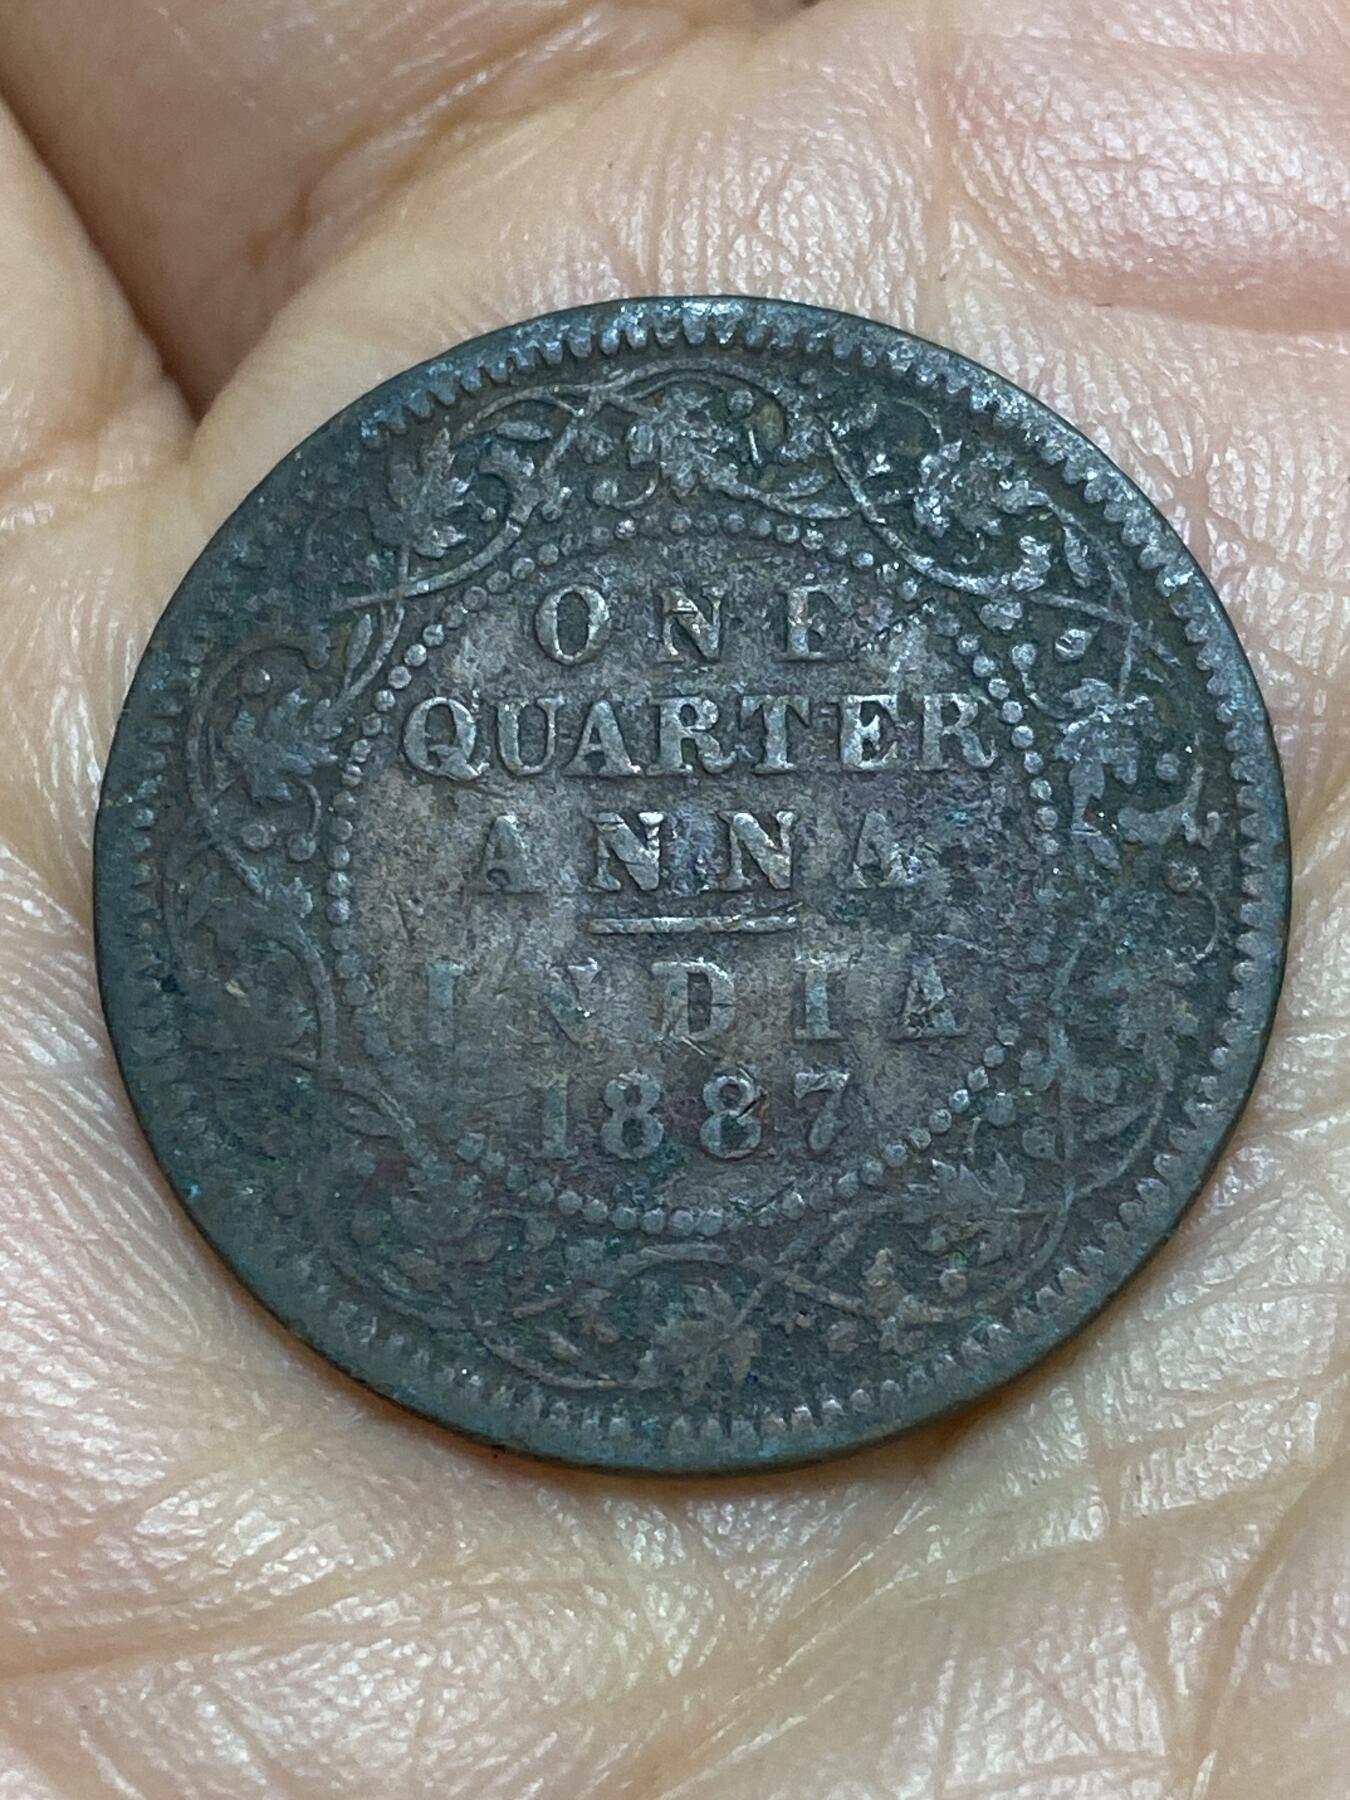 ONE
QUARTER
ANNA
INDIA
1887